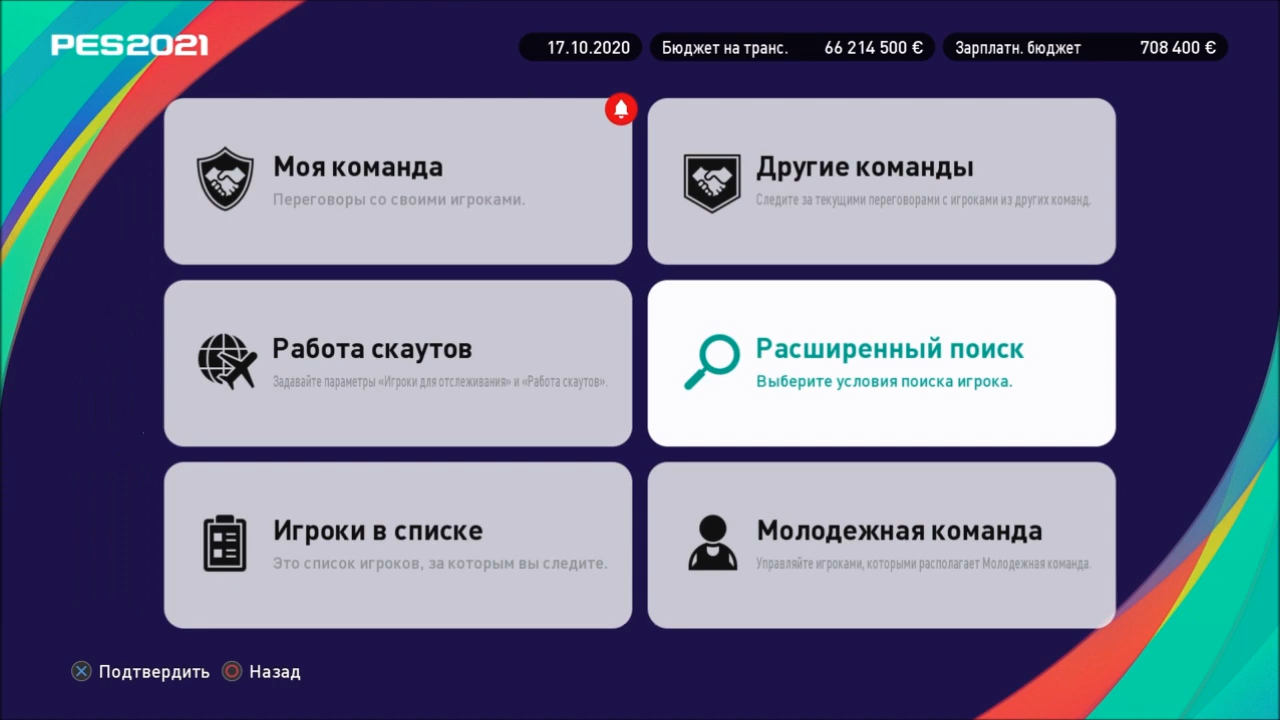 PES2021
17.10.2020 Бюджет на транс. 66 214 500 € Зарплатн. бюджет 708 400 €
Моя команда
Переговоры со своими игроками.
Другие команды
Следите за текущими переговорами с игроками из других команд.
Работа скаутов
Задавайте параметры «Игроки для отслеживания» и «Работа скаутов».
Расширенный поиск
Выберите условия поиска игрока.
Игроки в списке
Это список игроков, за которым вы следите.
Молодежная команда
Управляйте игроками, которыми располагает Молодежная команда.
Подтвердить Назад